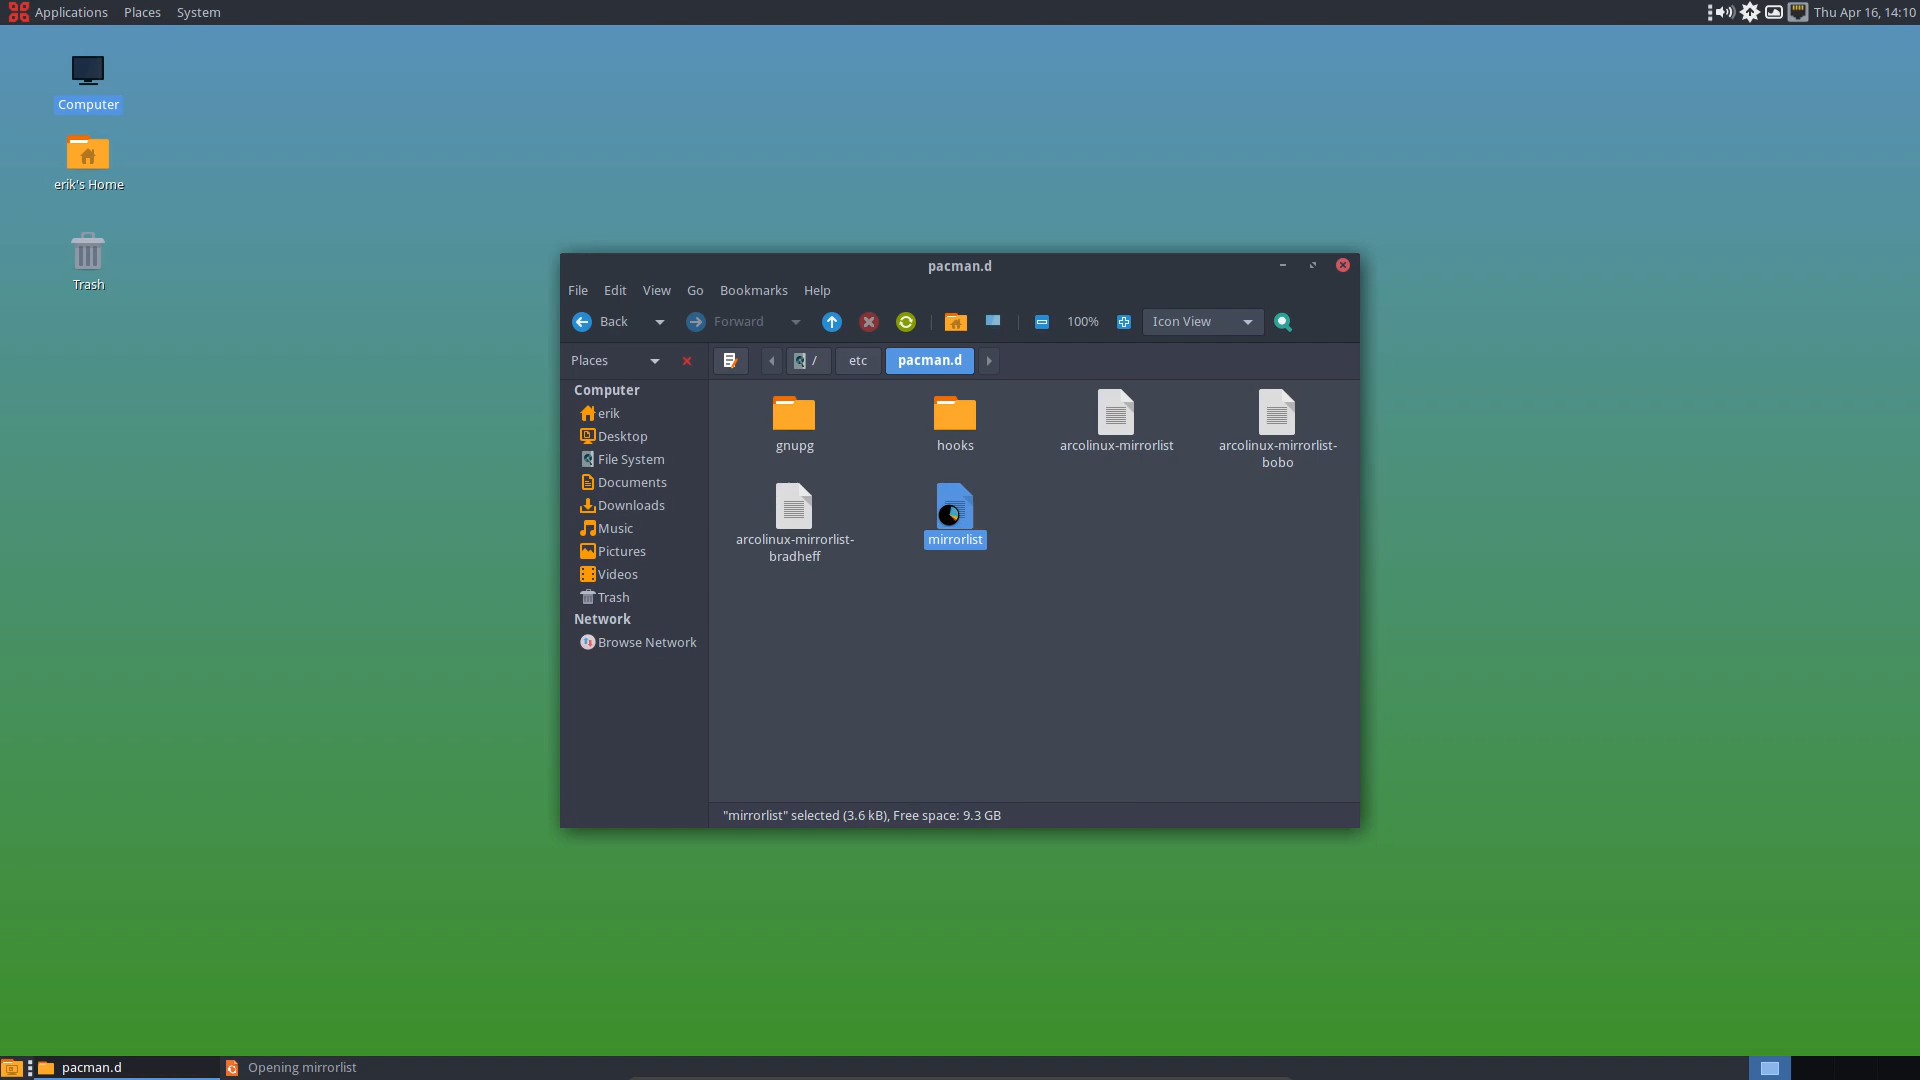 Applications Places System
Thu Apr 16, 14:10
Computer
erik's Home
Trash
pacman.d
File Edit View Go Bookmarks Help
Back Forward 100% Icon View
Places / etc pacman.d
Computer
erik
Desktop
File System
Documents
Downloads
Music
Pictures
Videos
Trash
Network
Browse Network
gnupg
hooks
arcolinux-mirrorlist
arcolinux-mirrorlist-
bobo
arcolinux-mirrorlist-
bradheff
mirrorlist
"mirrorlist" selected (3.6 kB), Free space: 9.3 GB
pacman.d
Opening mirrorlist